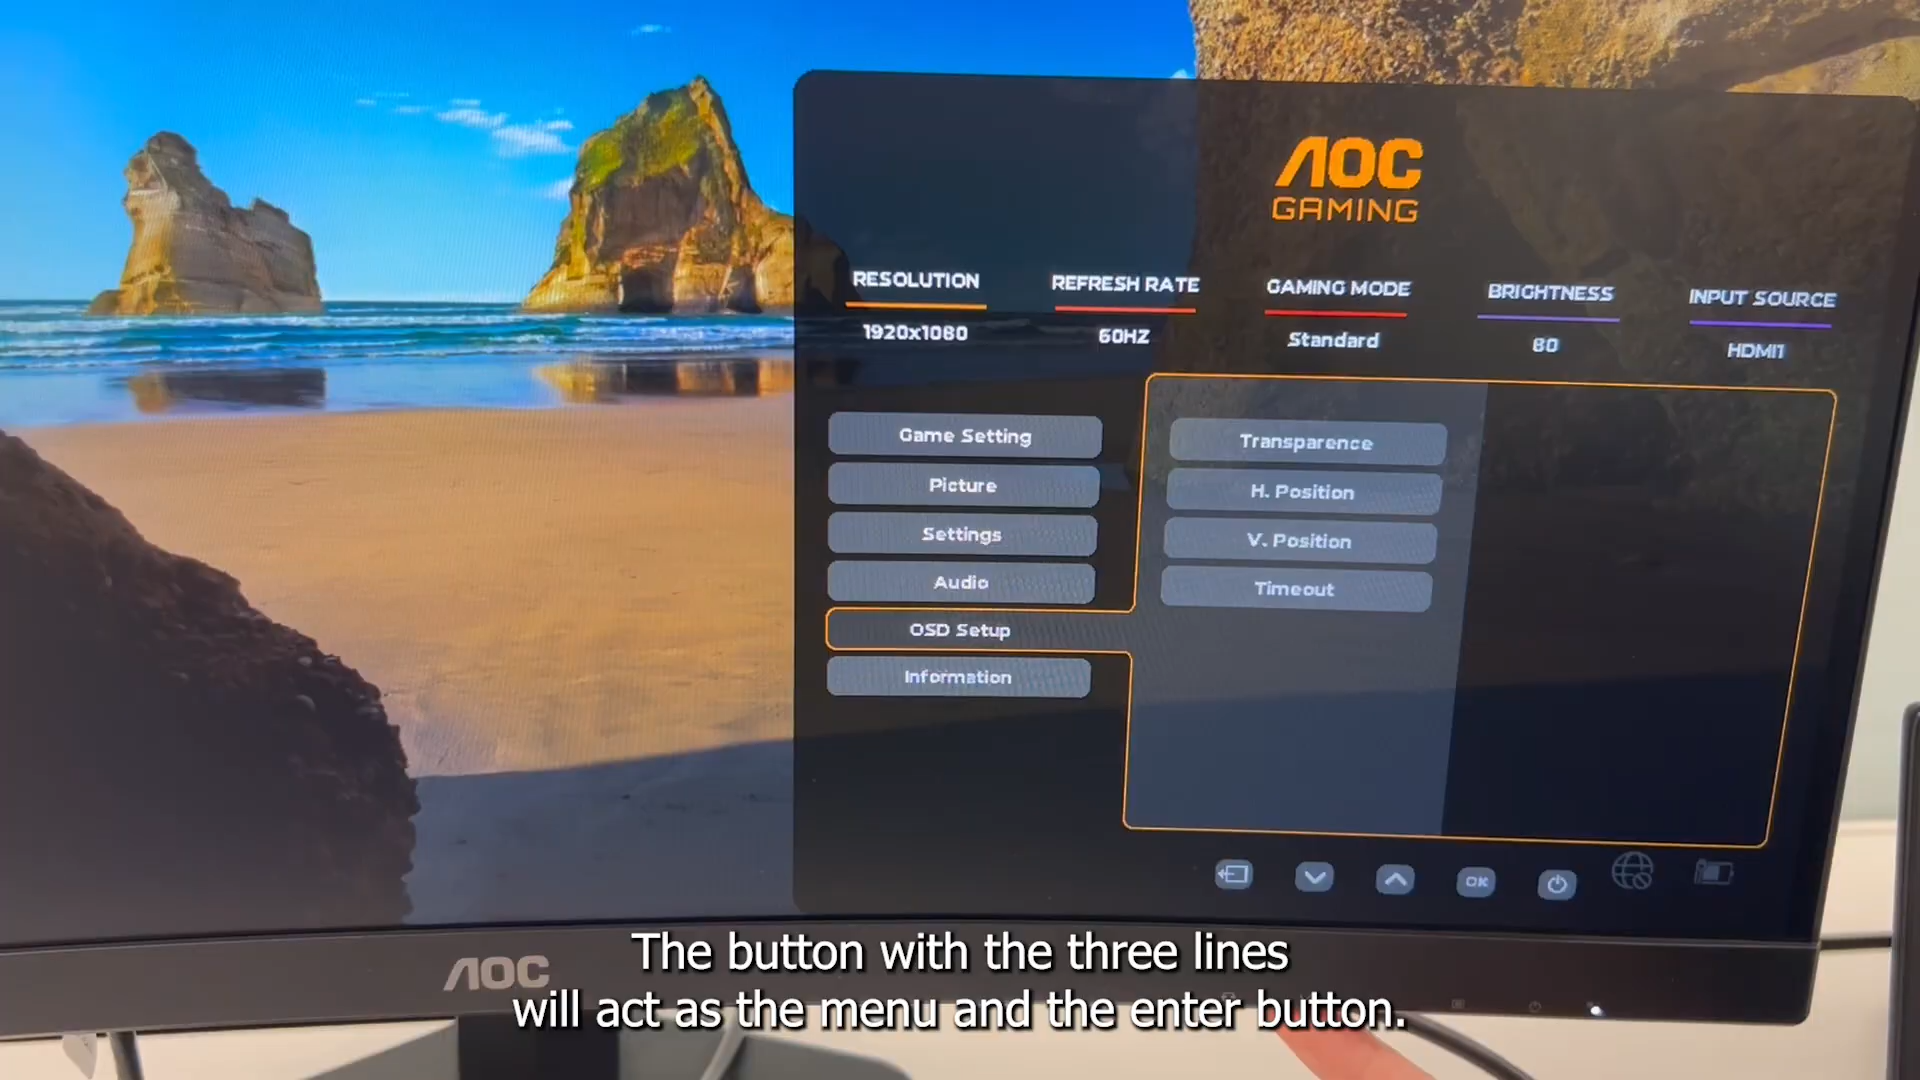 AOC
GAMING
RESOLUTION
REFRESH RATE
GAMING MODE
BRIGHTNESS
INPUT SOURCE
1920x1080
60HZ
Standard
80
HDMI1
Game Setting
Transparence
Picture
H. Position
Settings
V. Position
Audio
Timeout
OSD Setup
Information
OK
AOC
The button with the three lines
will act as the menu and the enter button.